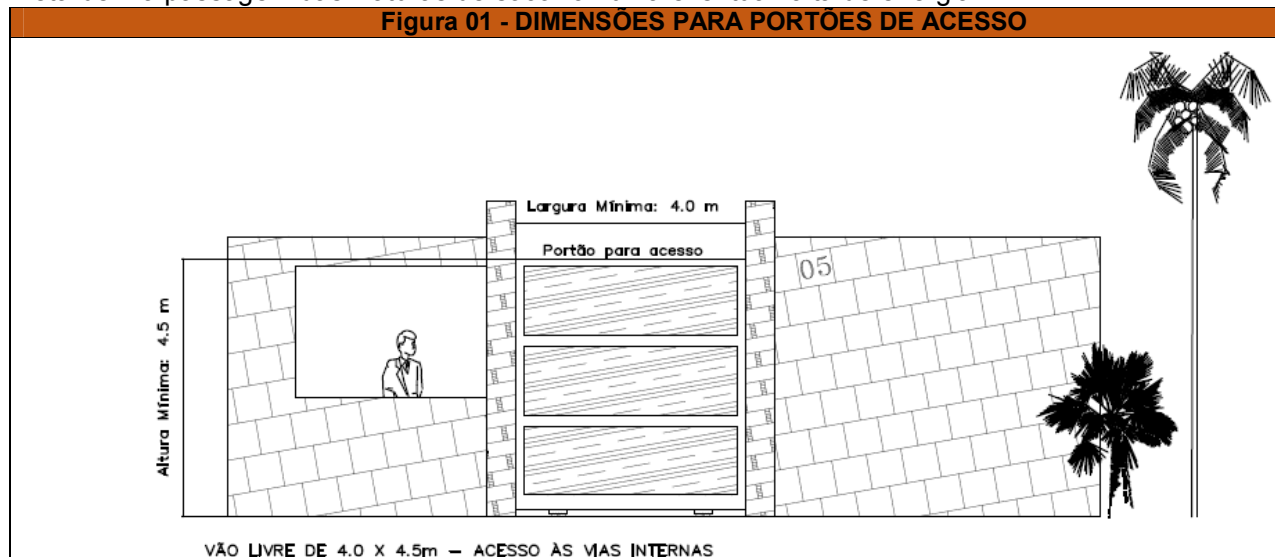 Figura 01 - DIMENSÕES PARA PORTÕES DE ACESSO
Largura Mínima: 4.0 m
Portão para acesso
05
Altura Mínima: 4.5 m
VÃO LIVRE DE 4.0 X 4.5m – ACESSO ÀS VIAS INTERNAS